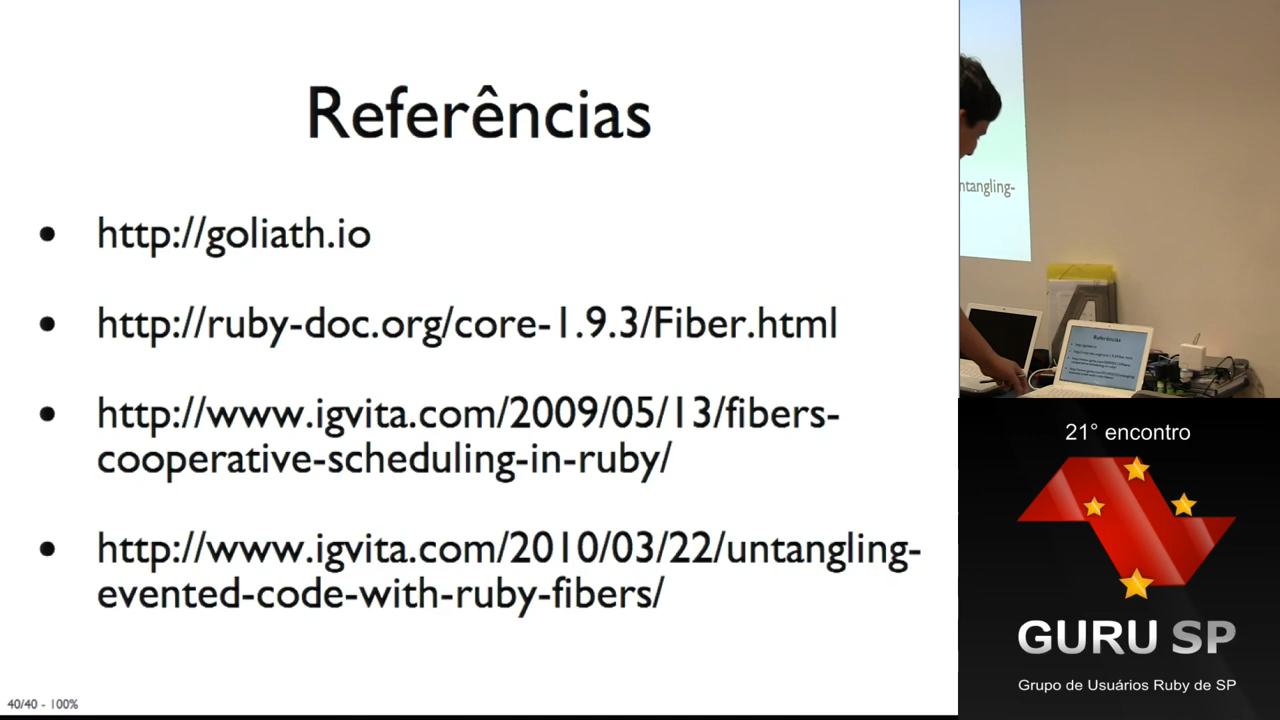 Referências
• http://goliath.io
• http://ruby-doc.org/core-1.9.3/Fiber.html
• http://www.igvita.com/2009/05/13/fibers-
cooperative-scheduling-in-ruby/
• http://www.igvita.com/2010/03/22/untangling-
evented-code-with-ruby-fibers/
40/40 - 100%
ntangling-
Referências
21° encontro
GURU SP
Grupo de Usuários Ruby de SP